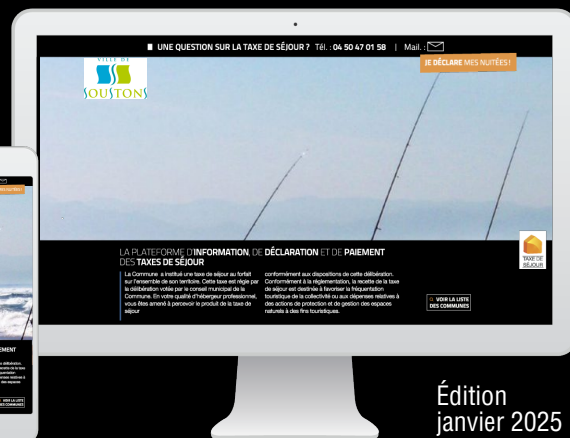 UNE QUESTION SUR LA TAXE DE SÉJOUR ? Tél. : 04 50 47 01 58 | Mail. :
JE DÉCLARE MES NUITÉES !
VILLE DE
SOUSTONS
LA PLATEFORME D'INFORMATION, DE DÉCLARATION ET DE PAIEMENT
DES TAXES DE SÉJOUR
La Commune a institué une taxe de séjour au forfait
sur l'ensemble de son territoire. Cette taxe est régie par
la délibération votée par le conseil municipal de la
Commune. En votre qualité d'hébergeur professionnel,
vous êtes amené à percevoir le produit de la taxe de
séjour
conformément aux dispositions de cette délibération.
Conformément à la réglementation, la recette de la taxe
de séjour est destinée à favoriser la fréquentation
touristique de la collectivité ou aux dépenses relatives à
des actions de protection et de gestion des espaces
naturels à des fins touristiques.
TAXE DE
SÉJOUR
VOIR LA LISTE
DES COMMUNES
Édition
janvier 2025